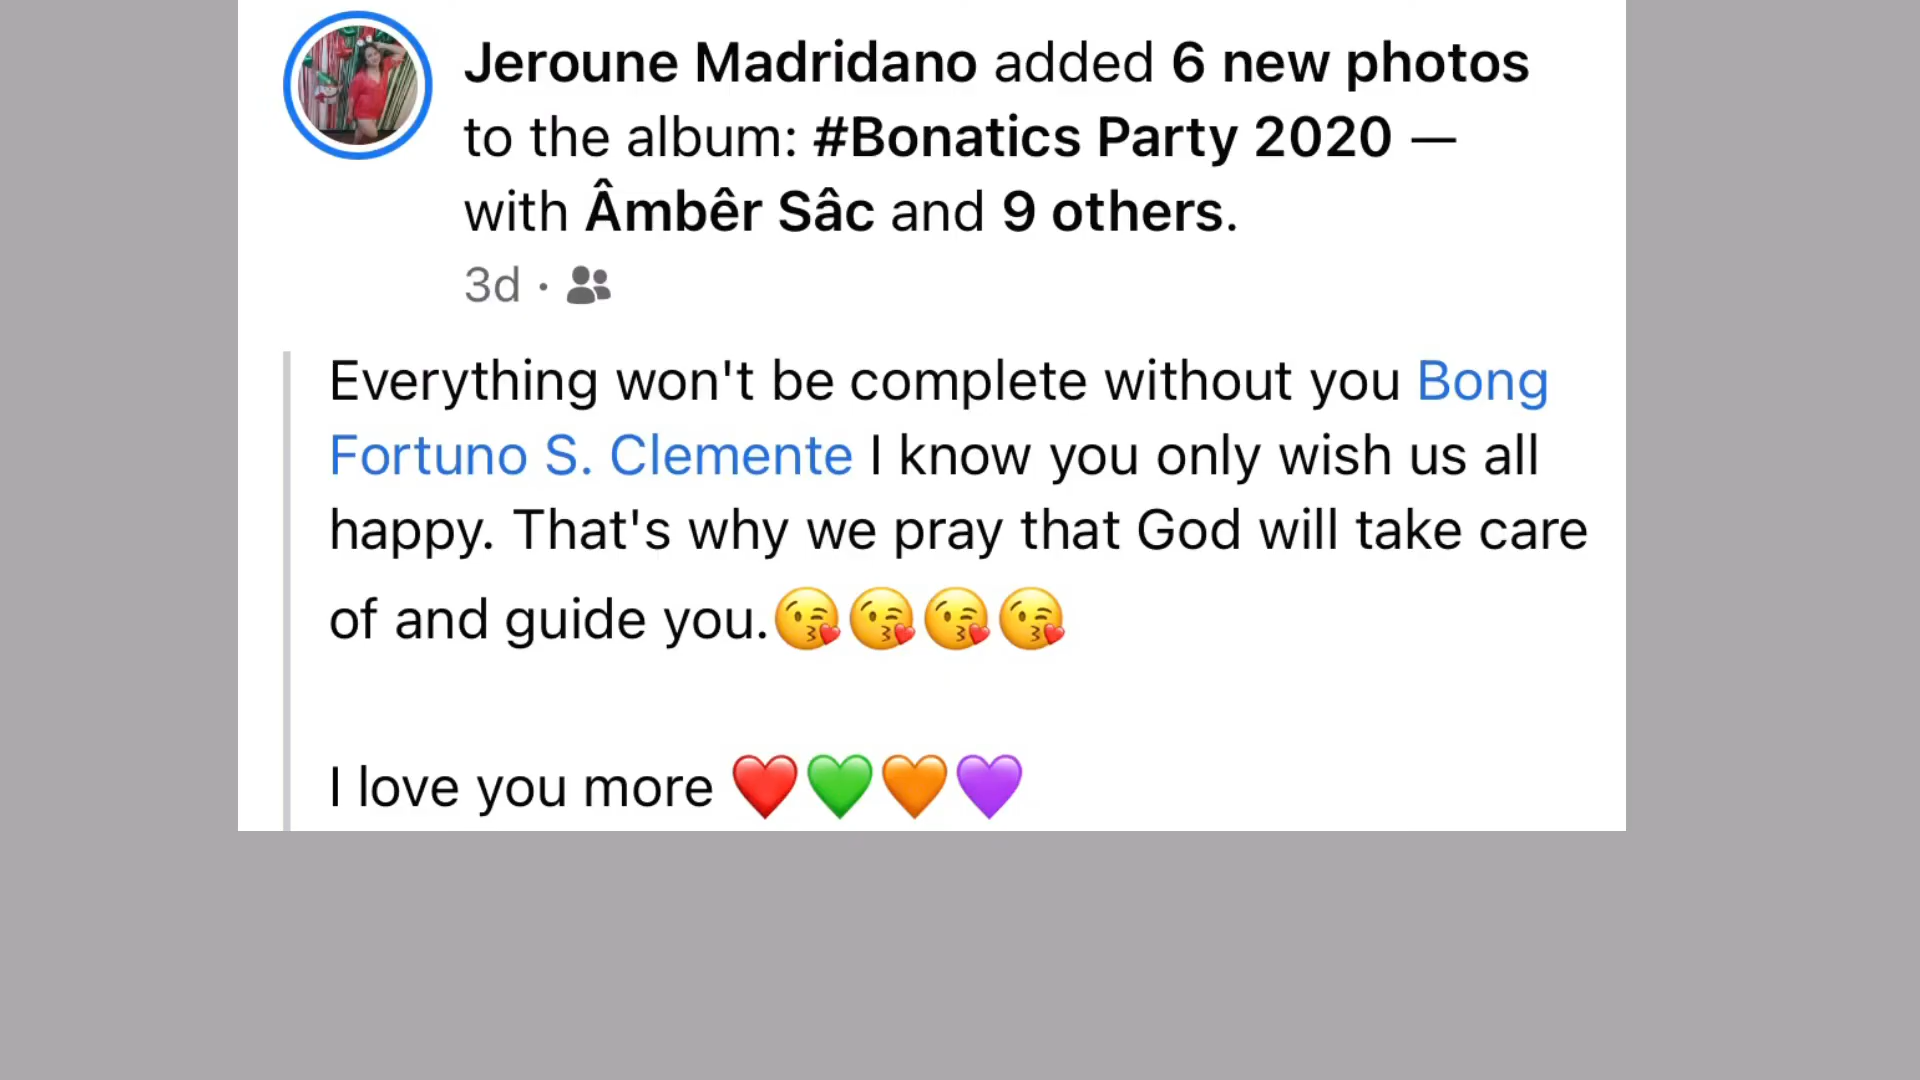 Jeroune Madridano added 6 new photos
to the album: #Bonatics Party 2020 —
with Âmbêr Sâc and 9 others.
3d ·
Everything won't be complete without you Bong
Fortuno S. Clemente I know you only wish us all
happy. That's why we pray that God will take care
of and guide you.😘😘😘😘
I love you more ❤️💚🧡💜